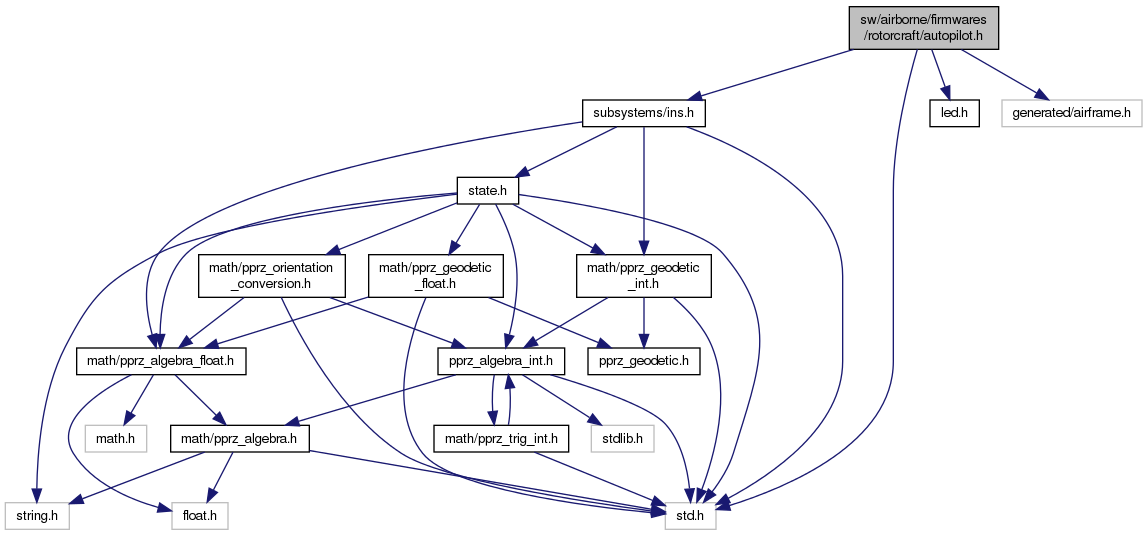 sw/airborne/firmwares
/rotorcraft/autopilot.h
subsystems/ins.h
led.h
generated/airframe.h
state.h
math/pprz_orientation
_conversion.h
math/pprz_geodetic
_float.h
math/pprz_geodetic
_int.h
math/pprz_algebra_float.h
pprz_algebra_int.h
pprz_geodetic.h
math.h
math/pprz_algebra.h
math/pprz_trig_int.h
stdlib.h
string.h
float.h
std.h